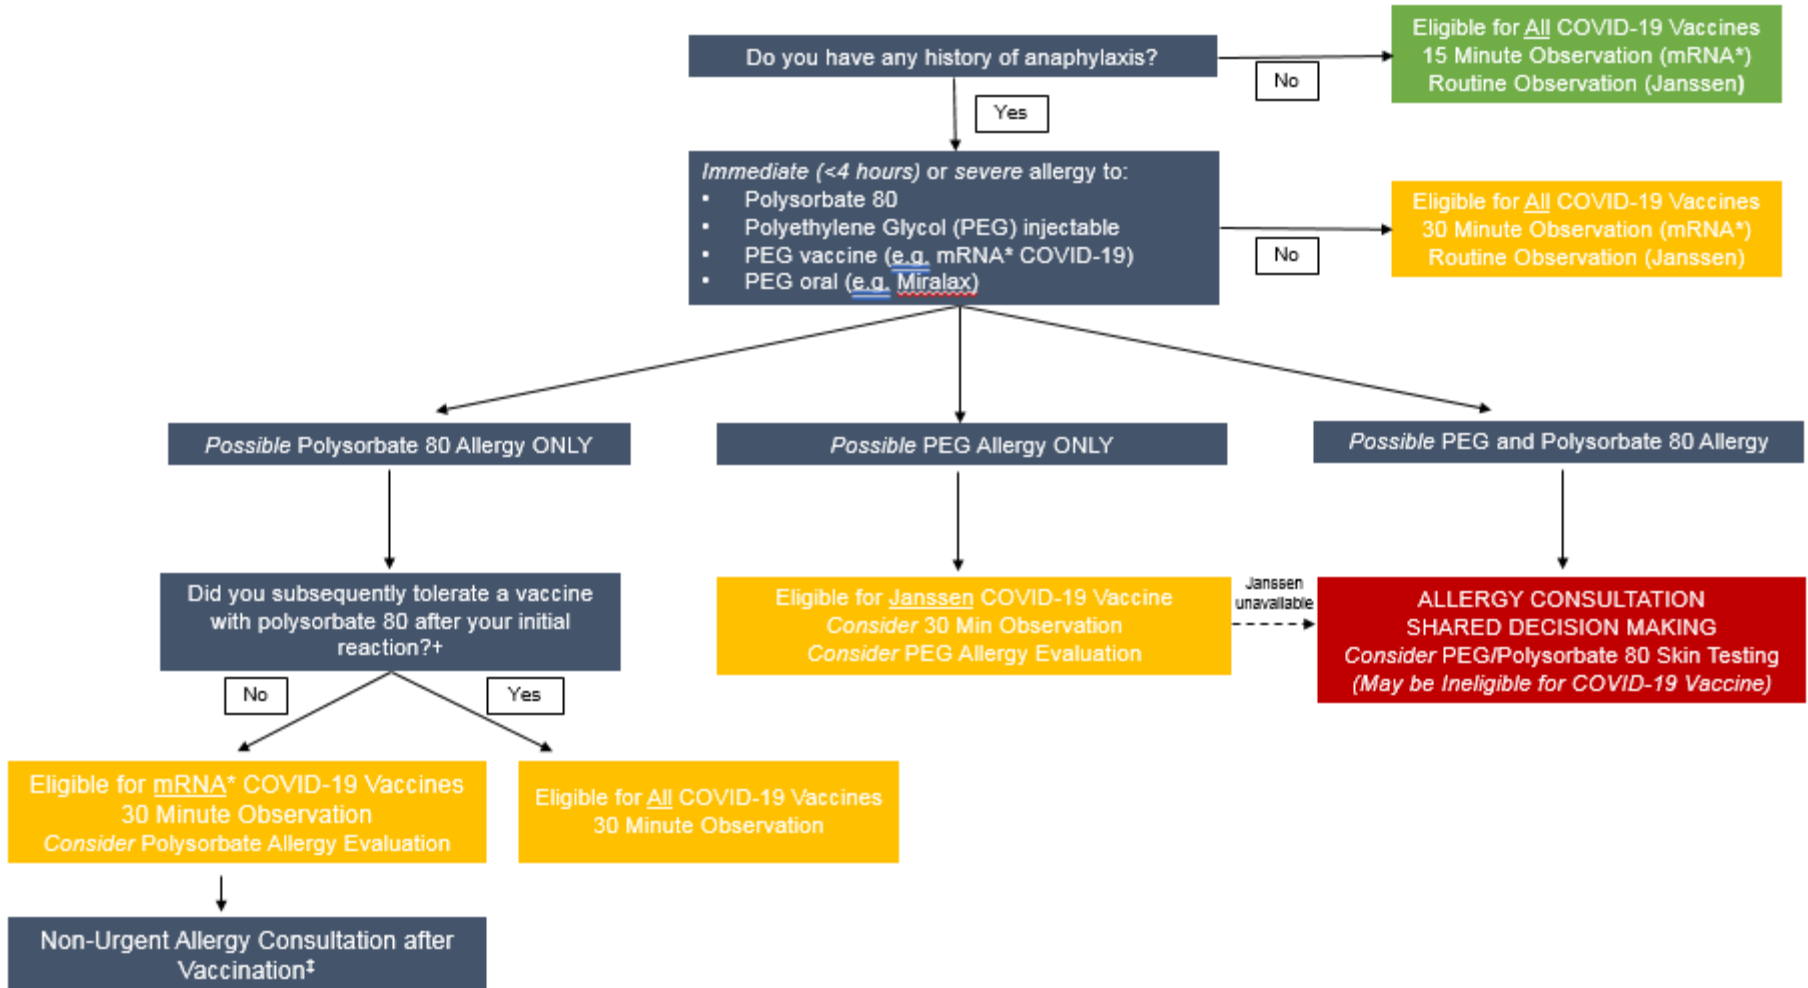 Do you have any history of anaphylaxis?
No
Eligible for All COVID-19 Vaccines
15 Minute Observation (mRNA*)
Routine Observation (Janssen)
Yes
Immediate (<4 hours) or severe allergy to:
▪ Polysorbate 80
▪ Polyethylene Glycol (PEG) injectable
▪ PEG vaccine (e.g. mRNA* COVID-19)
▪ PEG oral (e.g. Miralax)
No
Eligible for All COVID-19 Vaccines
30 Minute Observation (mRNA*)
Routine Observation (Janssen)
Possible Polysorbate 80 Allergy ONLY
Possible PEG Allergy ONLY
Possible PEG and Polysorbate 80 Allergy
Did you subsequently tolerate a vaccine
with polysorbate 80 after your initial
reaction?+
Eligible for Janssen COVID-19 Vaccine
Consider 30 Min Observation
Consider PEG Allergy Evaluation
Janssen
unavailable
ALLERGY CONSULTATION
SHARED DECISION MAKING
Consider PEG/Polysorbate 80 Skin Testing
(May be Ineligible for COVID-19 Vaccine)
No
Yes
Eligible for mRNA* COVID-19 Vaccines
30 Minute Observation
Consider Polysorbate Allergy Evaluation
Eligible for All COVID-19 Vaccines
30 Minute Observation
Non-Urgent Allergy Consultation after
Vaccination‡